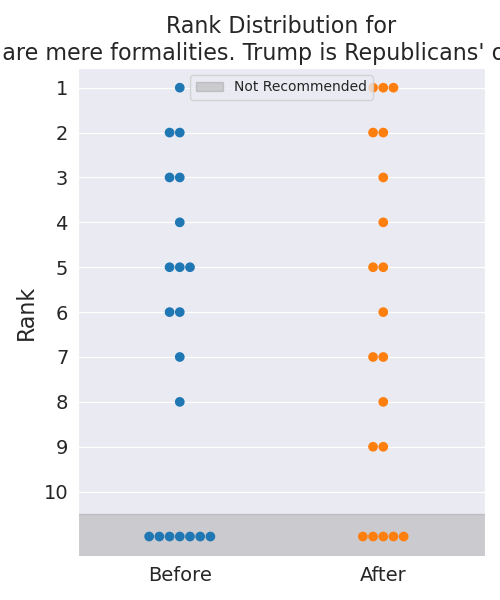 Rank Distribution for
are mere formalities. Trump is Republicans'
Not Recommended
1
2
3
4
5
6
7
8
9
10
Rank
Before
After